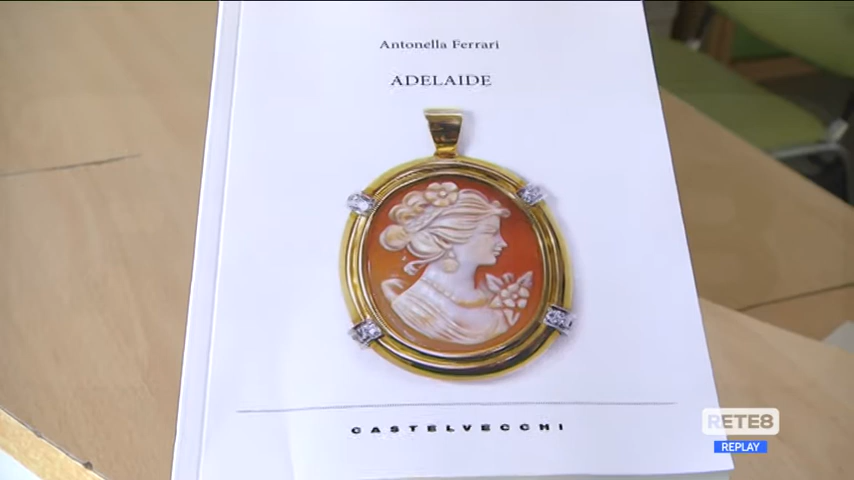 Antonella Ferrari
ADELAIDE
CASTELVECCHI
RETE8
REPLAY